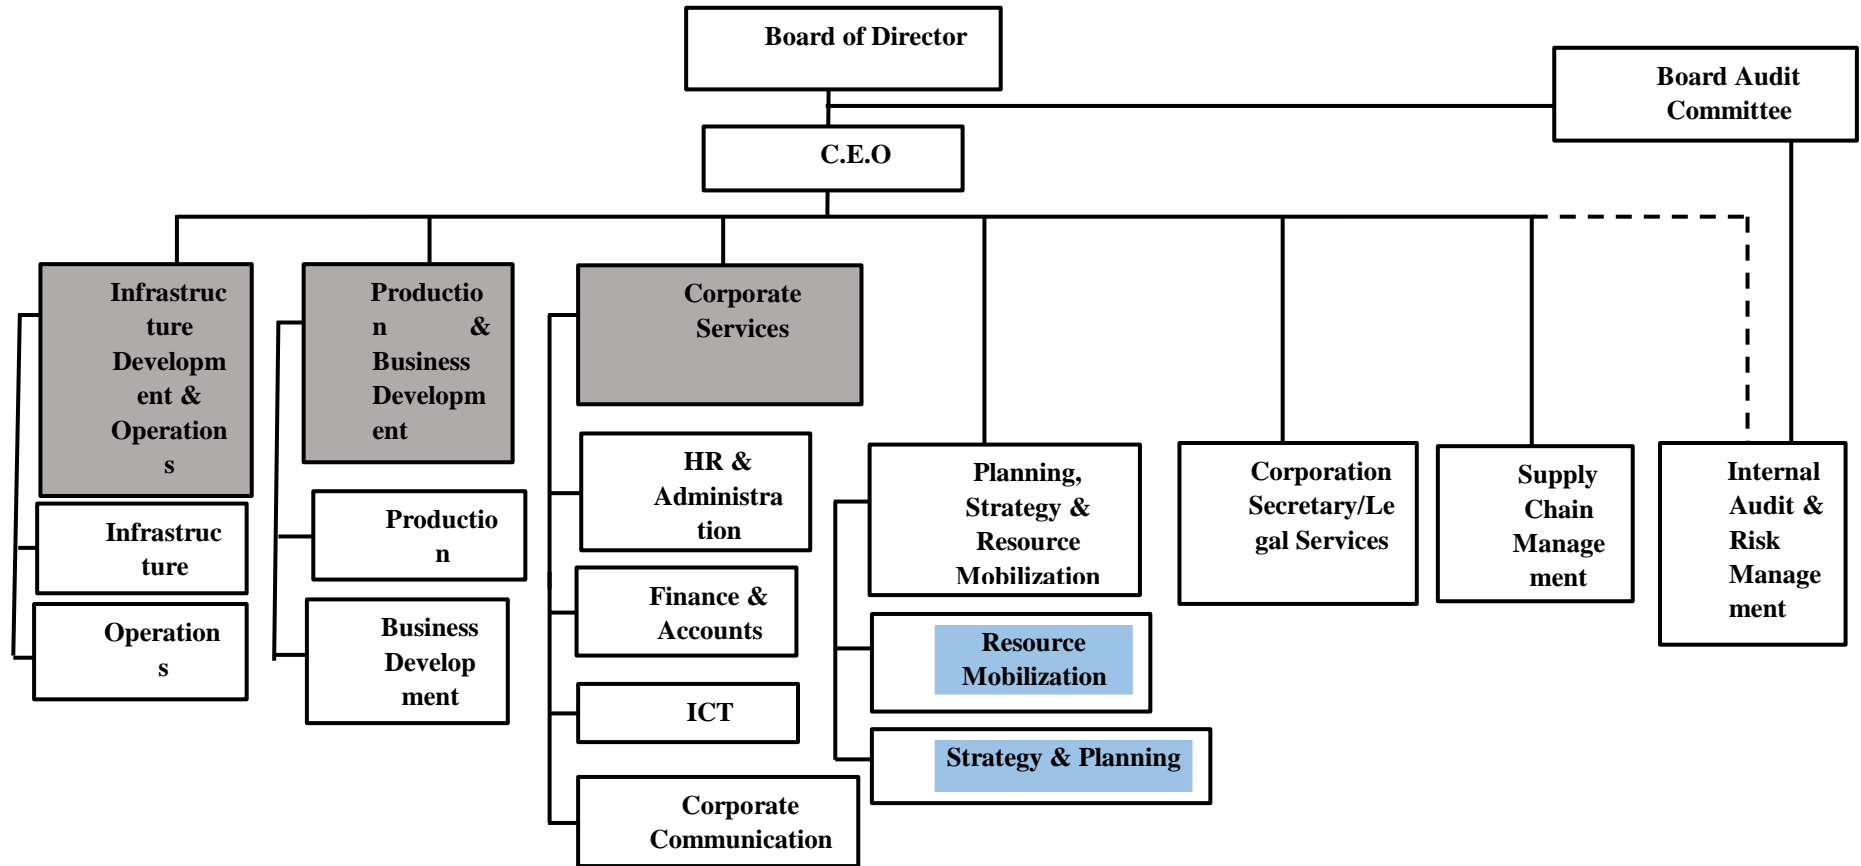 Board of Director
Board Audit
Committee
C.E.O
Infrastruc
ture
Developm
ent &
Operation
s
Productio
n &
Business
Developm
ent
Corporate
Services
Infrastruc
ture
Operation
s
Productio
n
Business
Develop
ment
HR &
Administra
tion
Finance &
Accounts
ICT
Corporate
Communication
Planning,
Strategy &
Resource
Mobilization
Resource
Mobilization
Strategy & Planning
Corporation
Secretary/Le
gal Services
Supply
Chain
Manage
ment
Internal
Audit &
Risk
Manage
ment